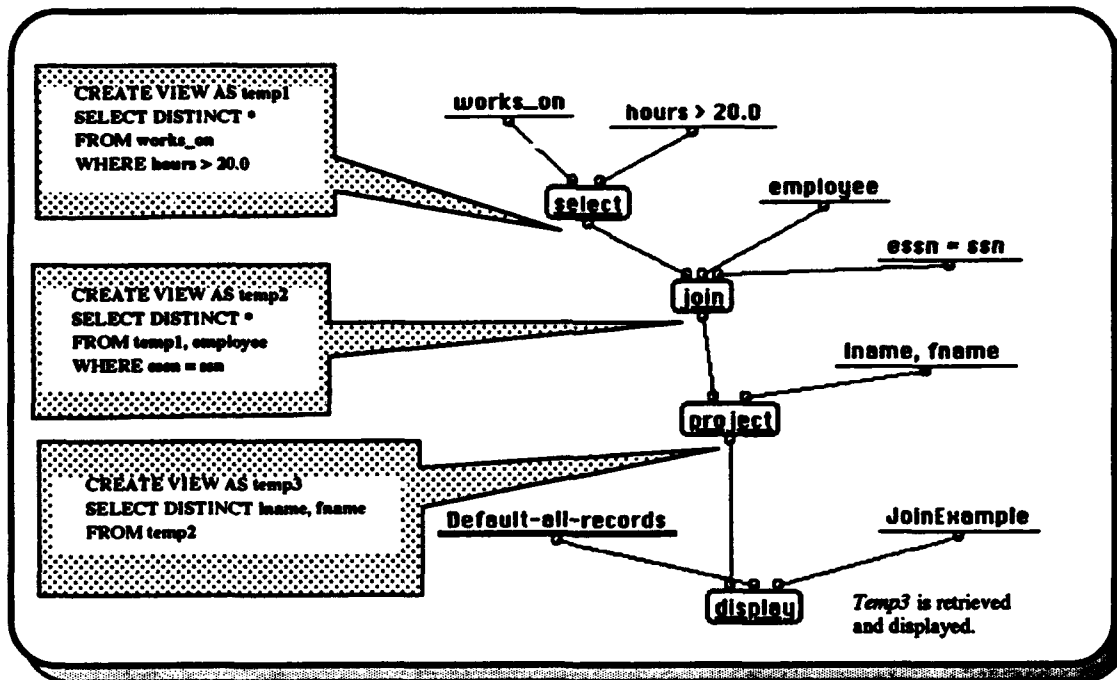 CREATE VIEW AS temp1
SELECT DISTINCT *
FROM works_on
WHERE hours > 20.0
works_on
hours > 20.0
select
employee
essn = ssn
join
CREATE VIEW AS temp2
SELECT DISTINCT *
FROM temp1, employee
WHERE essn = ssn
lname, fname
project
CREATE VIEW AS temp3
SELECT DISTINCT lname, fname
FROM temp2
Default-all-records
JoinExample
display
Temp3 is retrieved
and displayed.